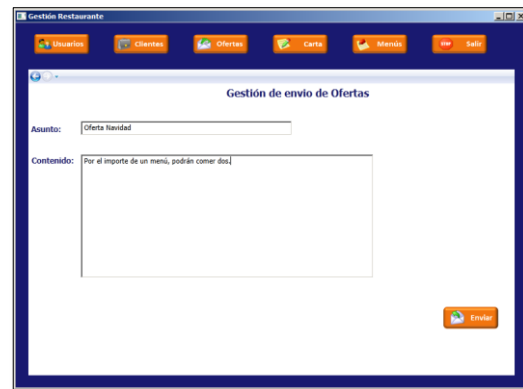 Gestión Restaurante
Usuarios Clientes Ofertas Carta Menús Salir
Gestión de envio de Ofertas
Asunto: Oferta Navidad
Contenido: Por el importe de un menú, podrán comer dos.
Enviar